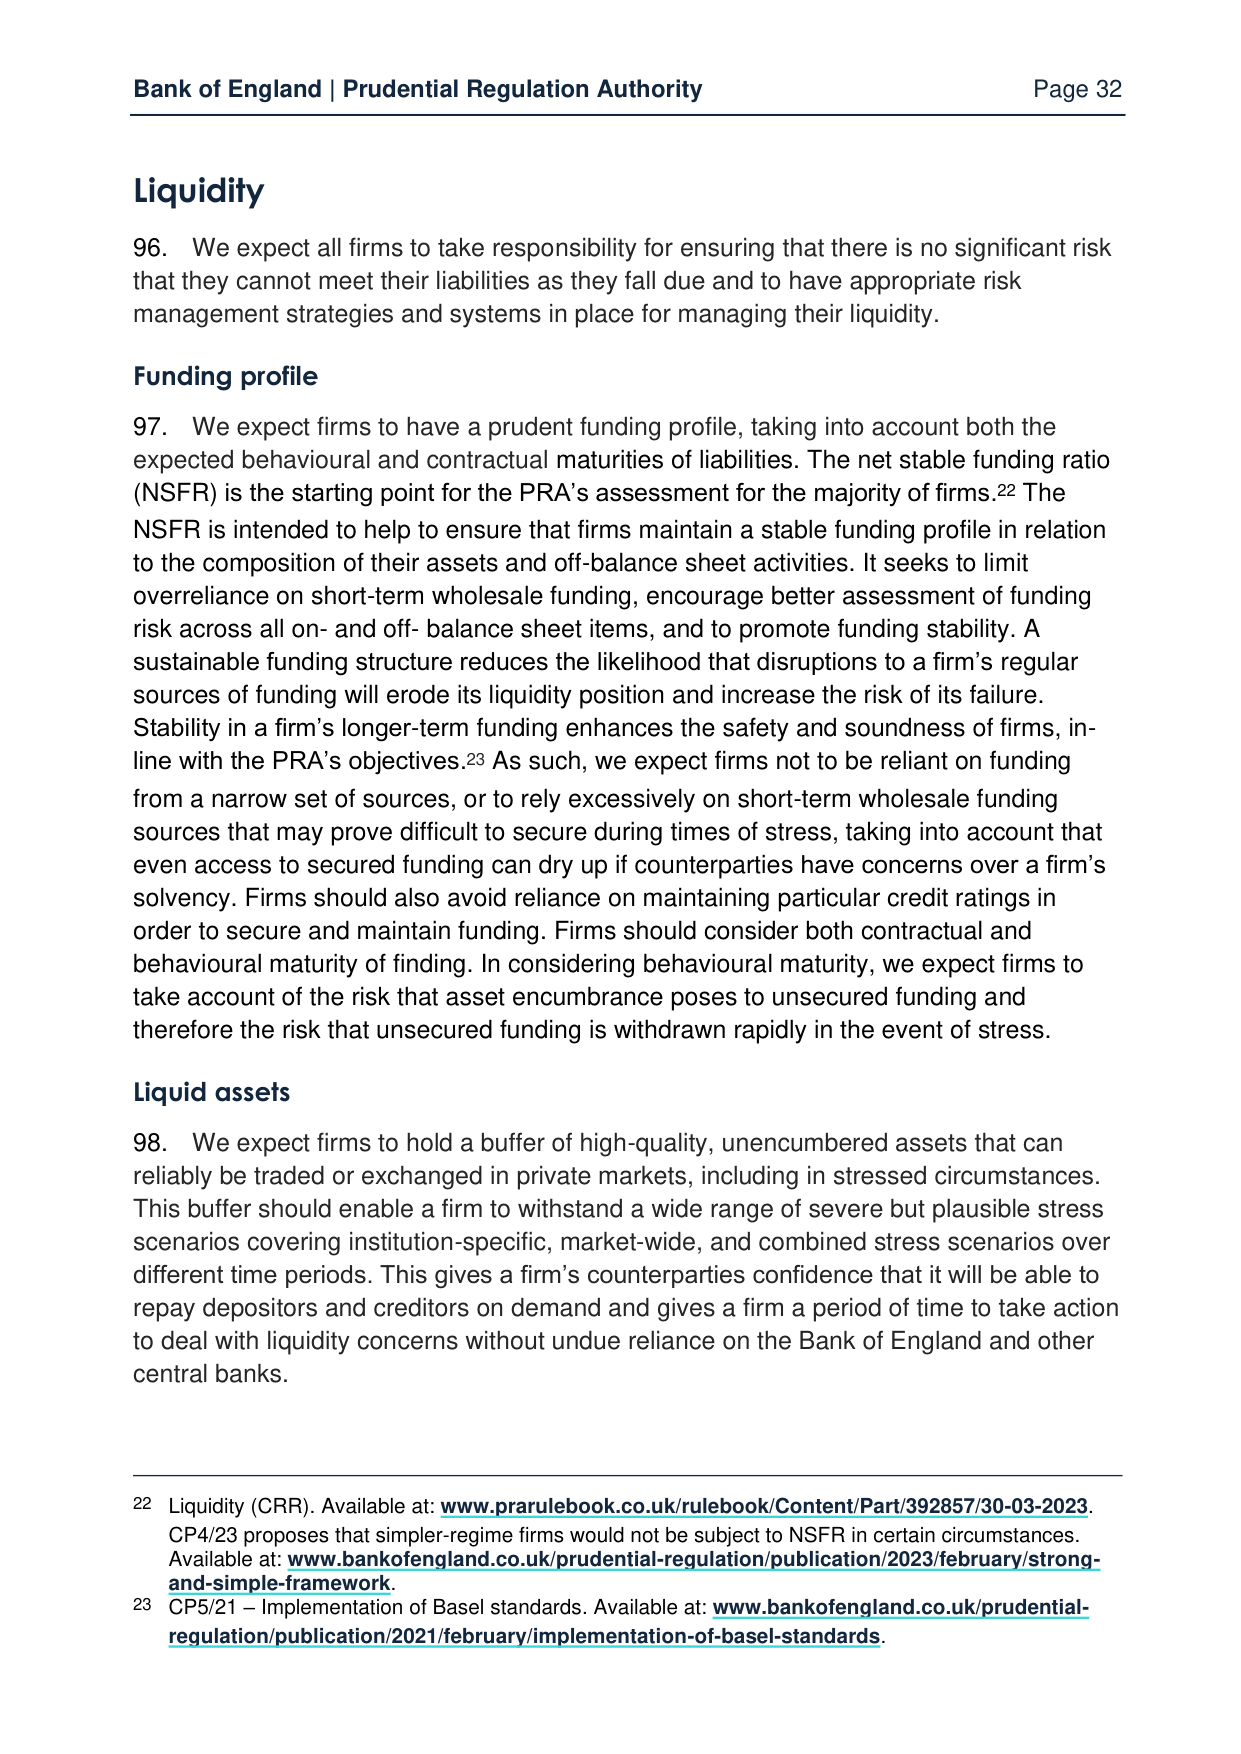 Bank of England | Prudential Regulation Authority Page 32
Liquidity
96. We expect all firms to take responsibility for ensuring that there is no significant risk
that they cannot meet their liabilities as they fall due and to have appropriate risk
management strategies and systems in place for managing their liquidity.
Funding profile
97. We expect firms to have a prudent funding profile, taking into account both the
expected behavioural and contractual maturities of liabilities. The net stable funding ratio
(NSFR) is the starting point for the PRA’s assessment for the majority of firms.22 The
NSFR is intended to help to ensure that firms maintain a stable funding profile in relation
to the composition of their assets and off-balance sheet activities. It seeks to limit
overreliance on short-term wholesale funding, encourage better assessment of funding
risk across all on- and off- balance sheet items, and to promote funding stability. A
sustainable funding structure reduces the likelihood that disruptions to a firm’s regular
sources of funding will erode its liquidity position and increase the risk of its failure.
Stability in a firm’s longer-term funding enhances the safety and soundness of firms, in-
line with the PRA’s objectives.23 As such, we expect firms not to be reliant on funding
from a narrow set of sources, or to rely excessively on short-term wholesale funding
sources that may prove difficult to secure during times of stress, taking into account that
even access to secured funding can dry up if counterparties have concerns over a firm’s
solvency. Firms should also avoid reliance on maintaining particular credit ratings in
order to secure and maintain funding. Firms should consider both contractual and
behavioural maturity of finding. In considering behavioural maturity, we expect firms to
take account of the risk that asset encumbrance poses to unsecured funding and
therefore the risk that unsecured funding is withdrawn rapidly in the event of stress.
Liquid assets
98. We expect firms to hold a buffer of high-quality, unencumbered assets that can
reliably be traded or exchanged in private markets, including in stressed circumstances.
This buffer should enable a firm to withstand a wide range of severe but plausible stress
scenarios covering institution-specific, market-wide, and combined stress scenarios over
different time periods. This gives a firm’s counterparties confidence that it will be able to
repay depositors and creditors on demand and gives a firm a period of time to take action
to deal with liquidity concerns without undue reliance on the Bank of England and other
central banks.
22 Liquidity (CRR). Available at: www.prarulebook.co.uk/rulebook/Content/Part/392857/30-03-2023.
CP4/23 proposes that simpler-regime firms would not be subject to NSFR in certain circumstances.
Available at: www.bankofengland.co.uk/prudential-regulation/publication/2023/february/strong-
and-simple-framework.
23 CP5/21 – Implementation of Basel standards. Available at: www.bankofengland.co.uk/prudential-
regulation/publication/2021/february/implementation-of-basel-standards.